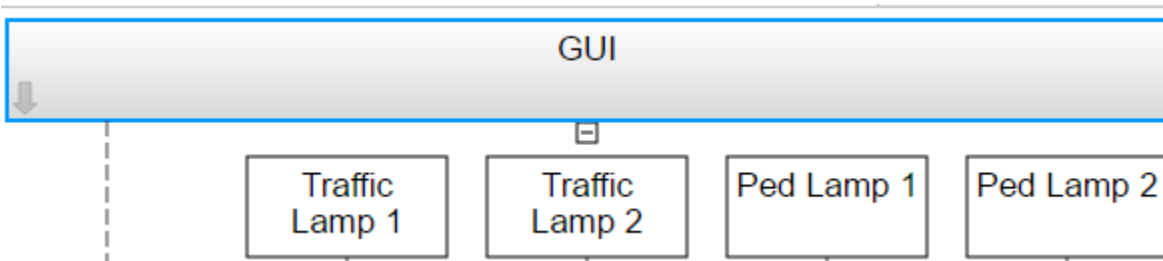 GUI
Traffic
Lamp 1
Traffic
Lamp 2
Ped Lamp 1
Ped Lamp 2